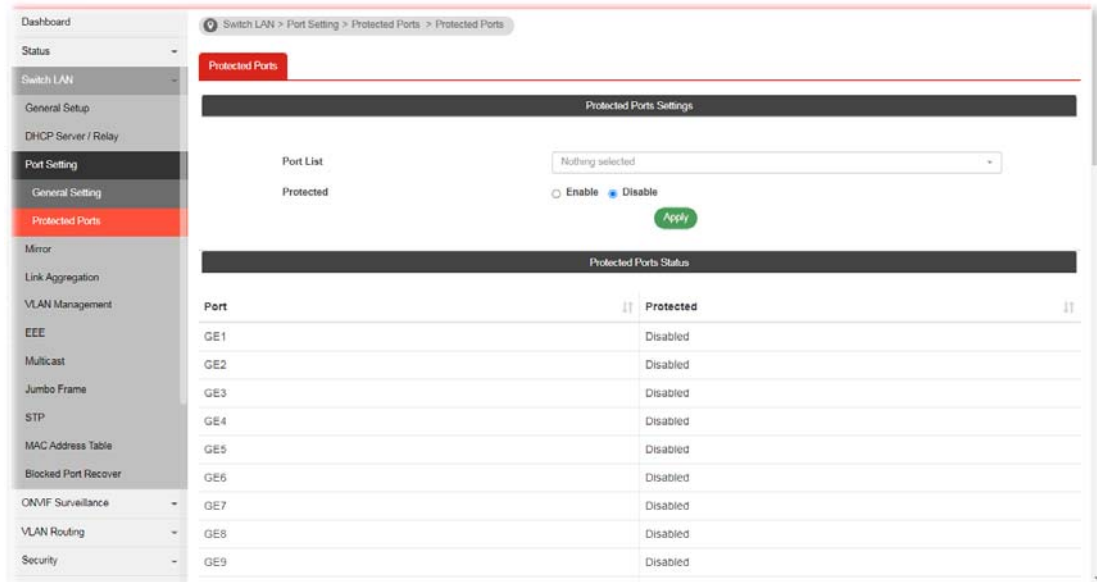 Dashboard
Status
Switch LAN
General Setup
DHCP Server / Relay
Port Setting
General Setting
Protected Ports
Mirror
Link Aggregation
VLAN Management
EEE
Multicast
Jumbo Frame
STP
MAC Address Table
Blocked Port Recover
ONVIF Surveillance
VLAN Routing
Security
Switch LAN > Port Setting > Protected Ports > Protected Ports
Protected Ports
Protected Ports Settings
Port List Nothing selected
Protected Enable Disable
Apply
Protected Ports Status
Port Protected
GE1 Disabled
GE2 Disabled
GE3 Disabled
GE4 Disabled
GE5 Disabled
GE6 Disabled
GE7 Disabled
GE8 Disabled
GE9 Disabled